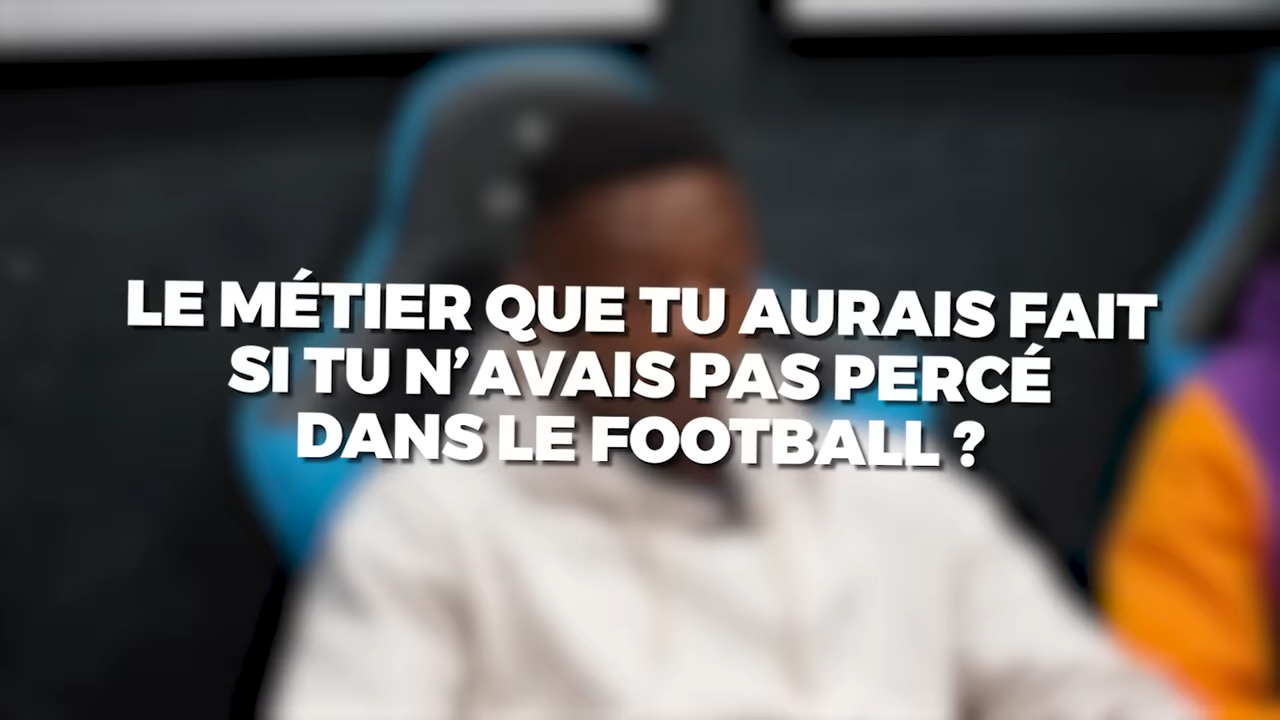 LE MÉTIER QUE TU AURAIS FAIT
SI TU N’AVAIS PAS PERCÉ
DANS LE FOOTBALL ?